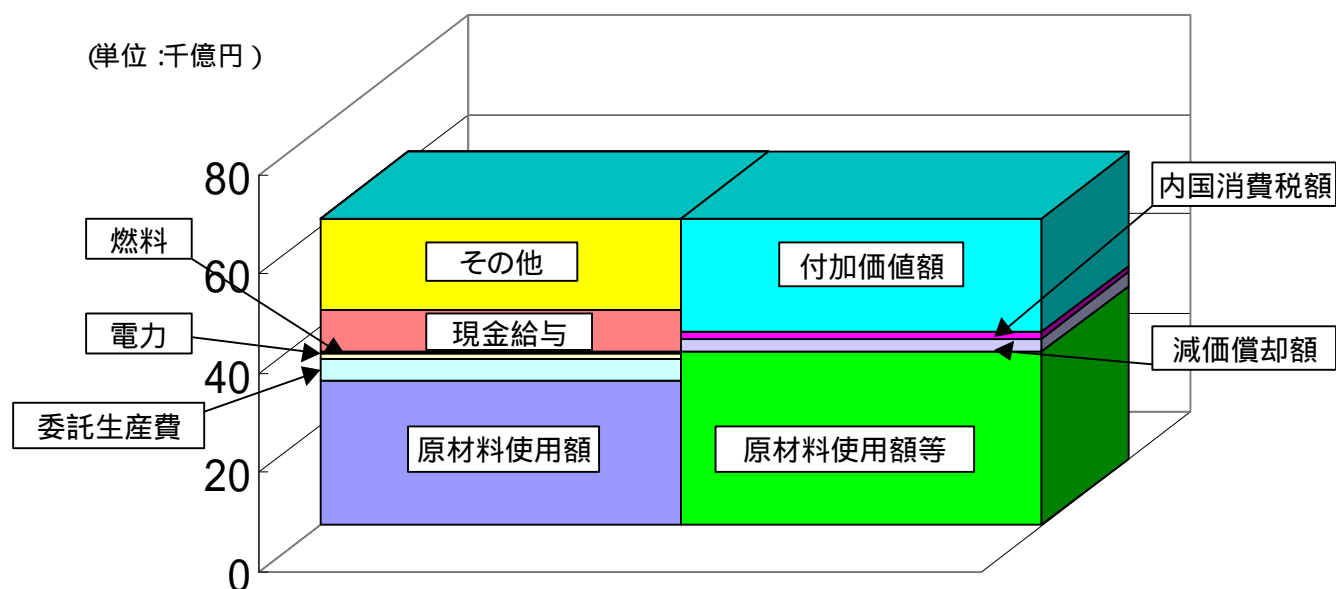 (単位:千億円)
80
60
40
20
0
燃料
電力
委託生産費
その他
現金給与
原材料使用額
付加価値額
原材料使用額等
内国消費税額
減価償却額